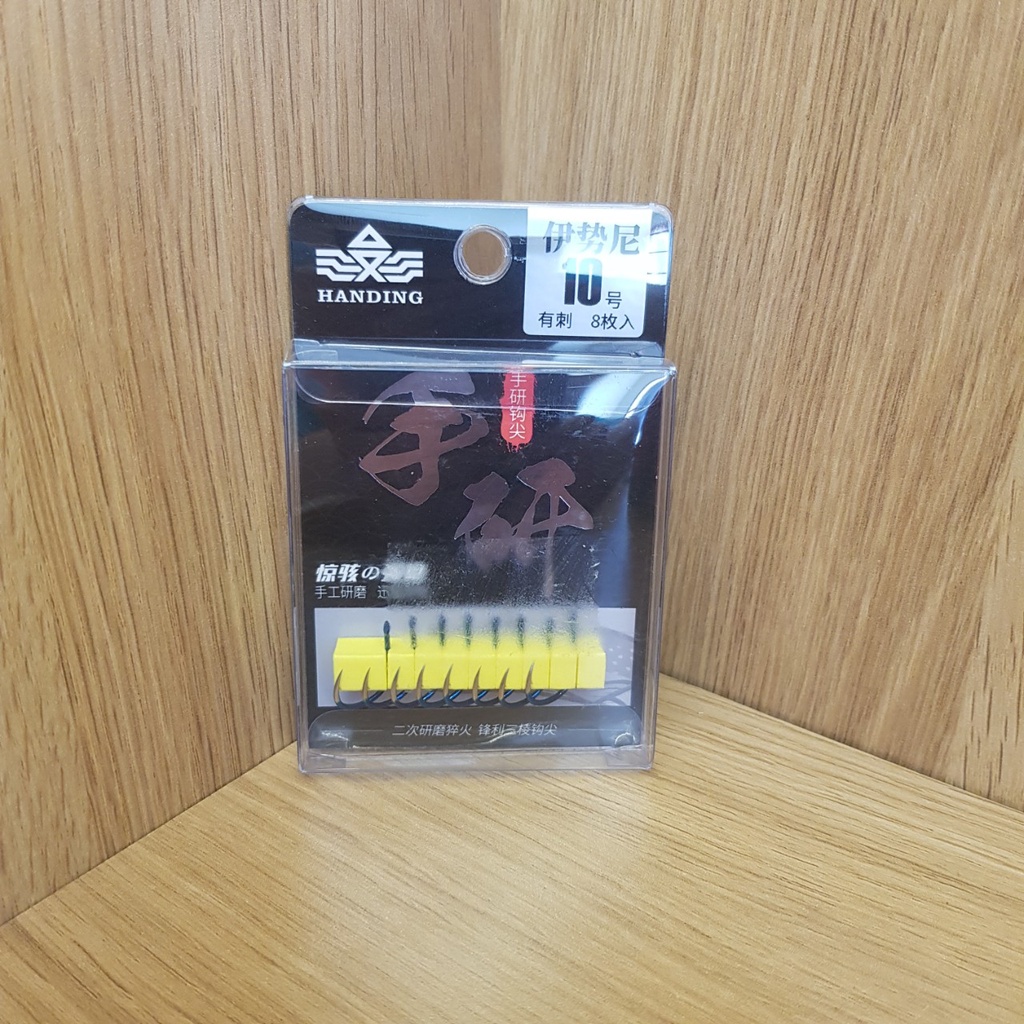 HANDING
伊势尼
10号
有刺 8枚入
手研钩尖
手研
惊骇の
手工研磨
二次研磨猝火 锋利三棱钩尖